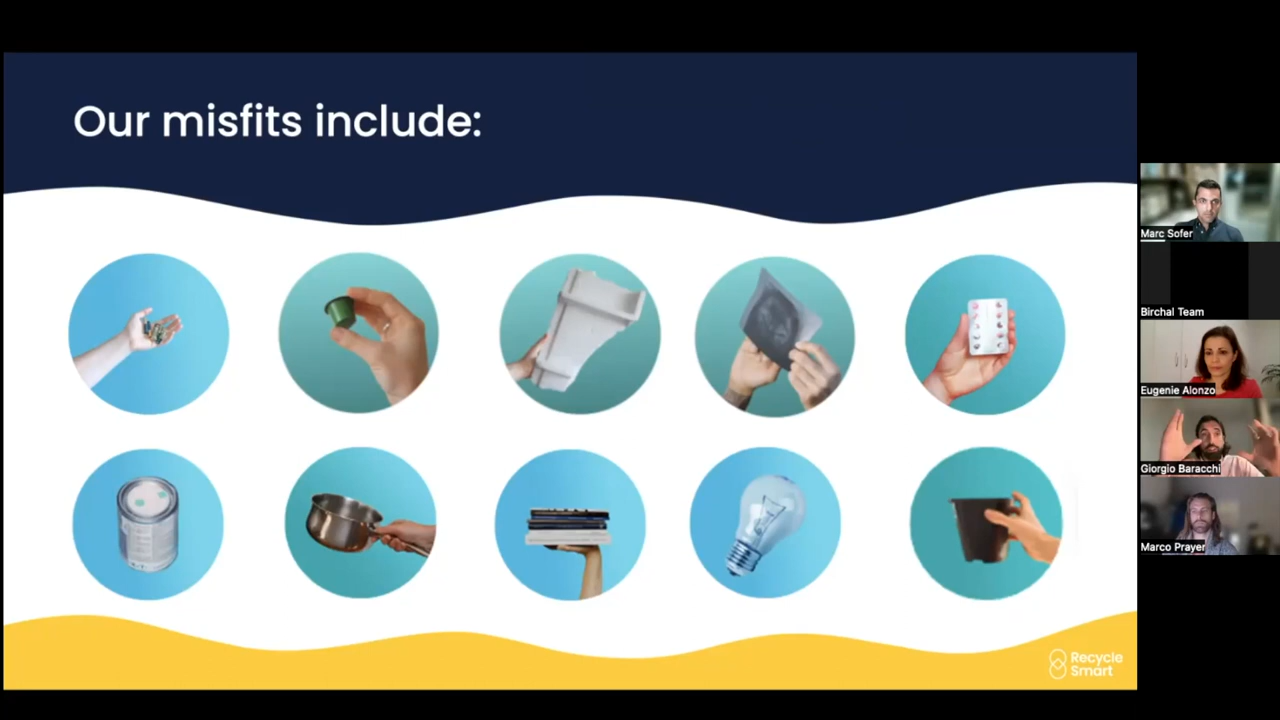 Our misfits include:
Marc Sofer
Birchal Team
Eugenie Alonzo
Giorgio Baracchi
Marco Prayer
Recycle
Smart